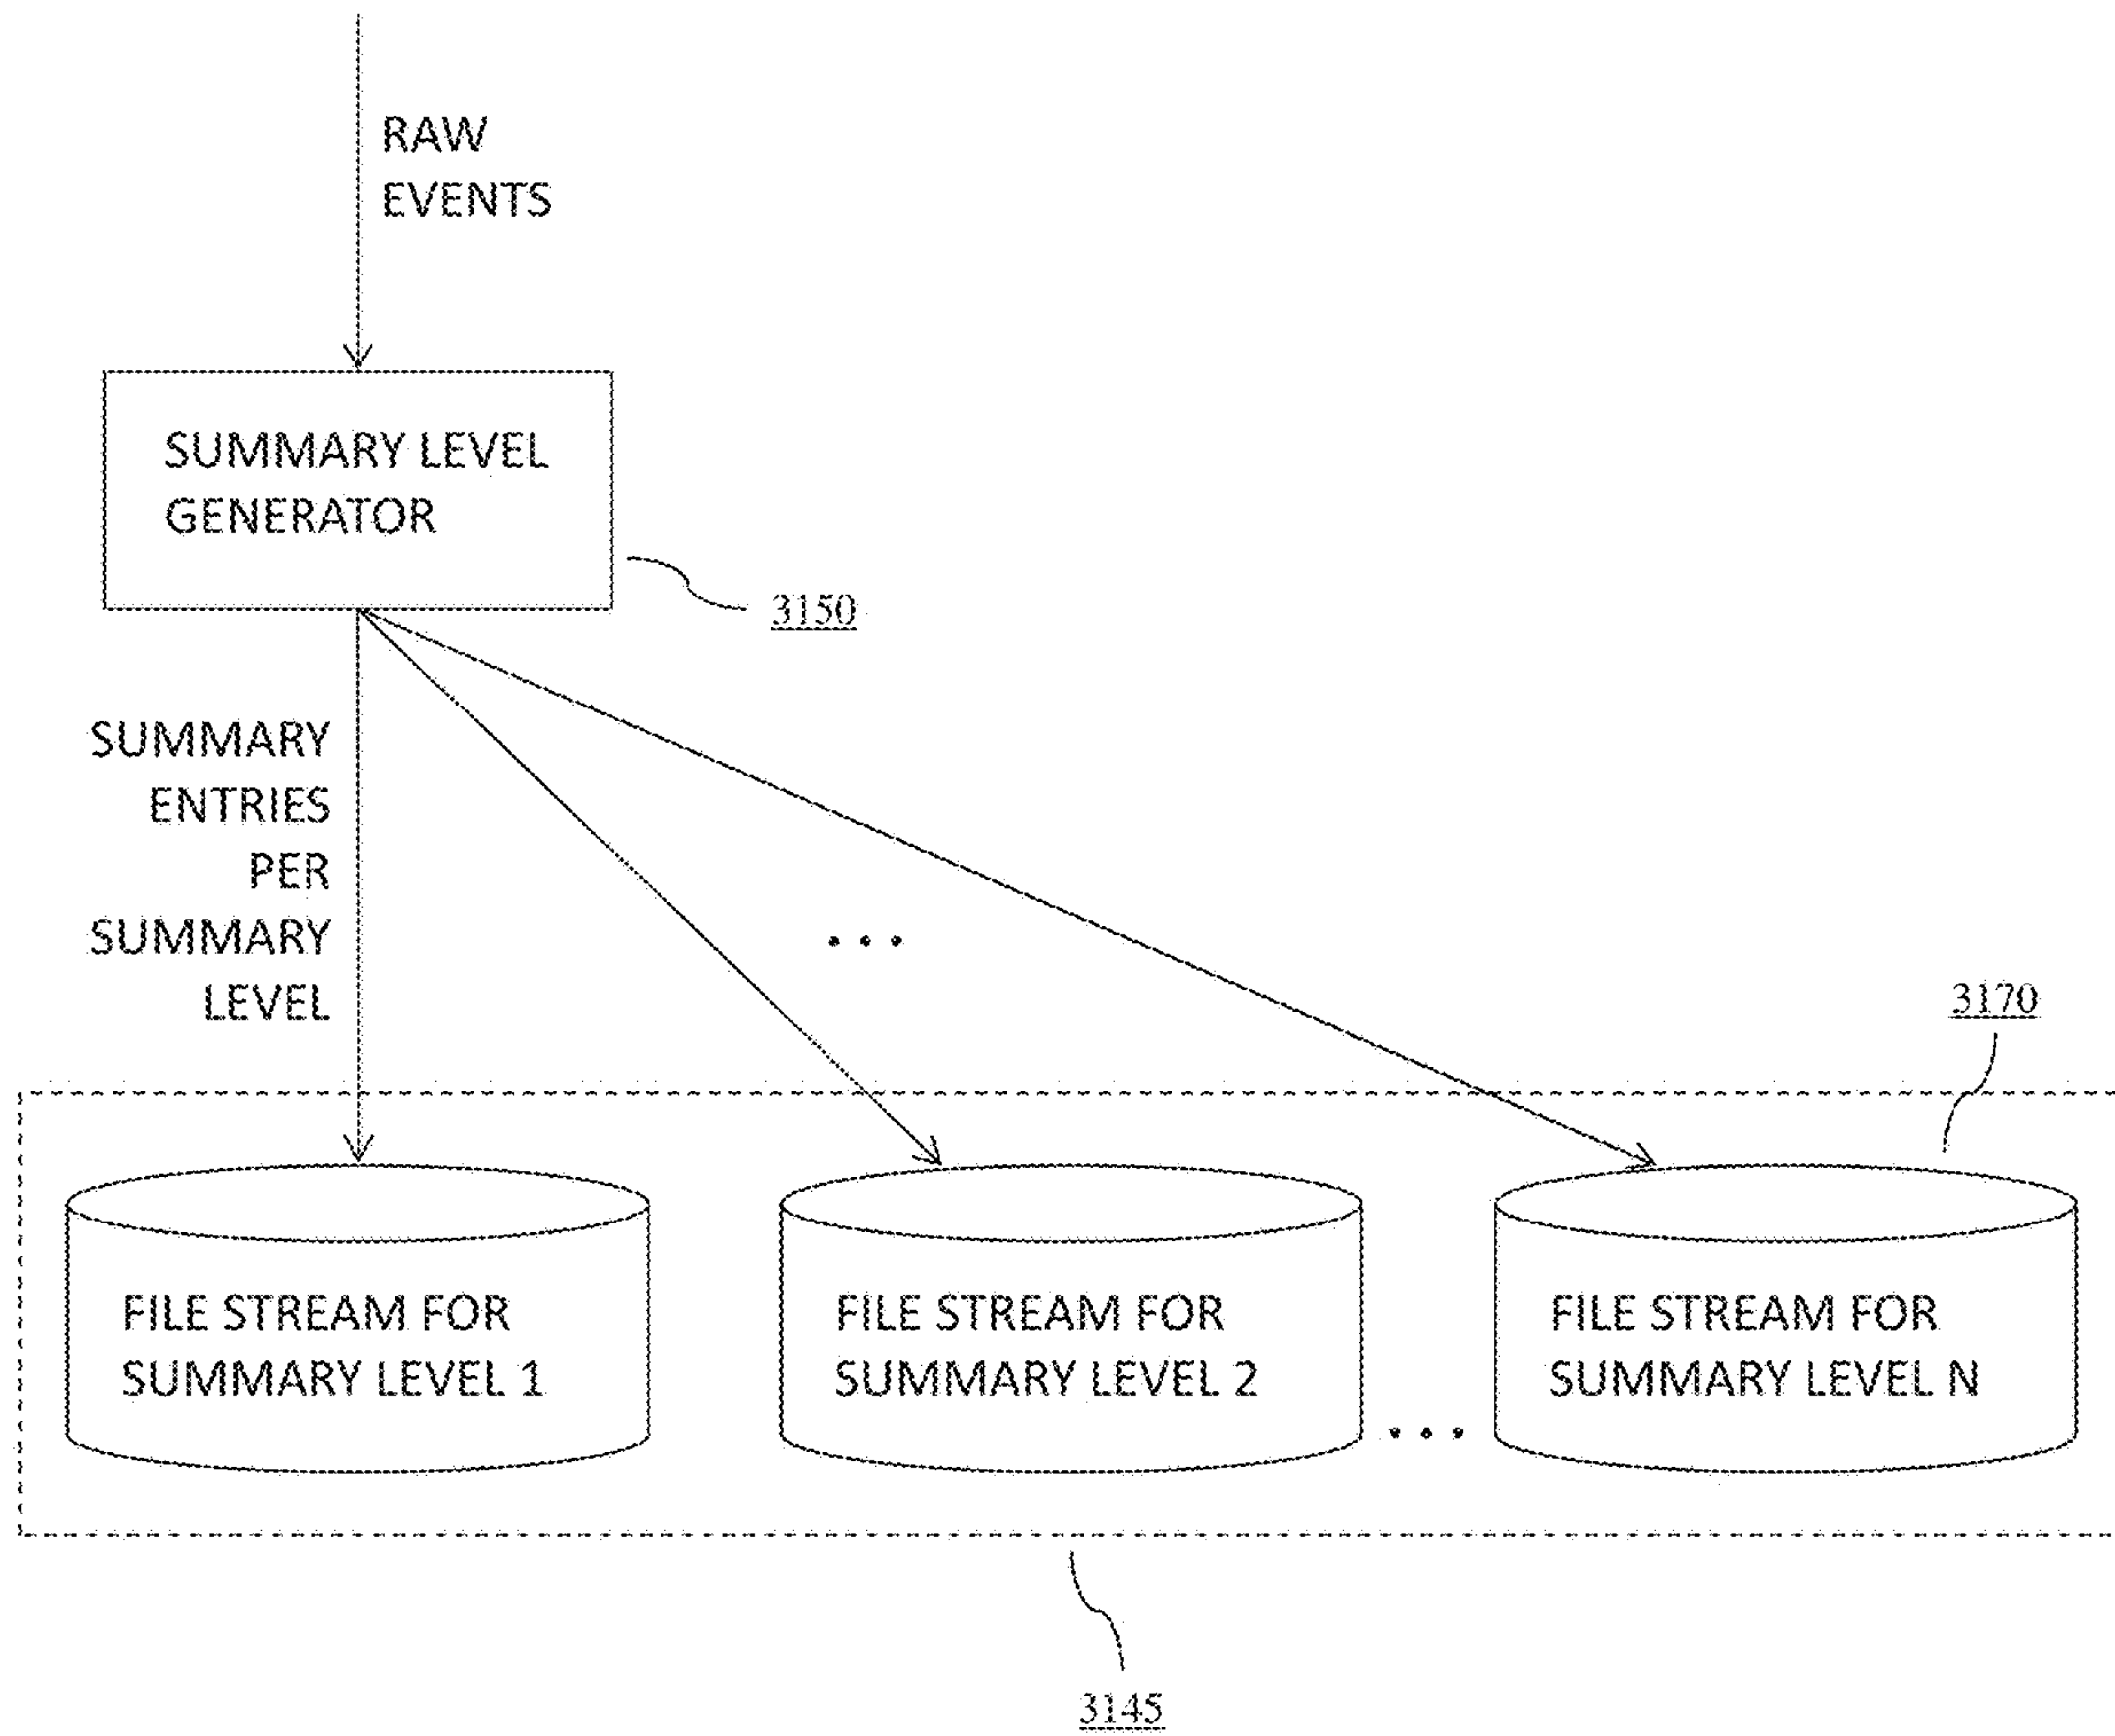 RAW
EVENTS
SUMMARY LEVEL
GENERATOR
3150
SUMMARY
ENTRIES
PER
SUMMARY
LEVEL
...
3170
FILE STREAM FOR
SUMMARY LEVEL 1
FILE STREAM FOR
SUMMARY LEVEL 2
...
FILE STREAM FOR
SUMMARY LEVEL N
3145